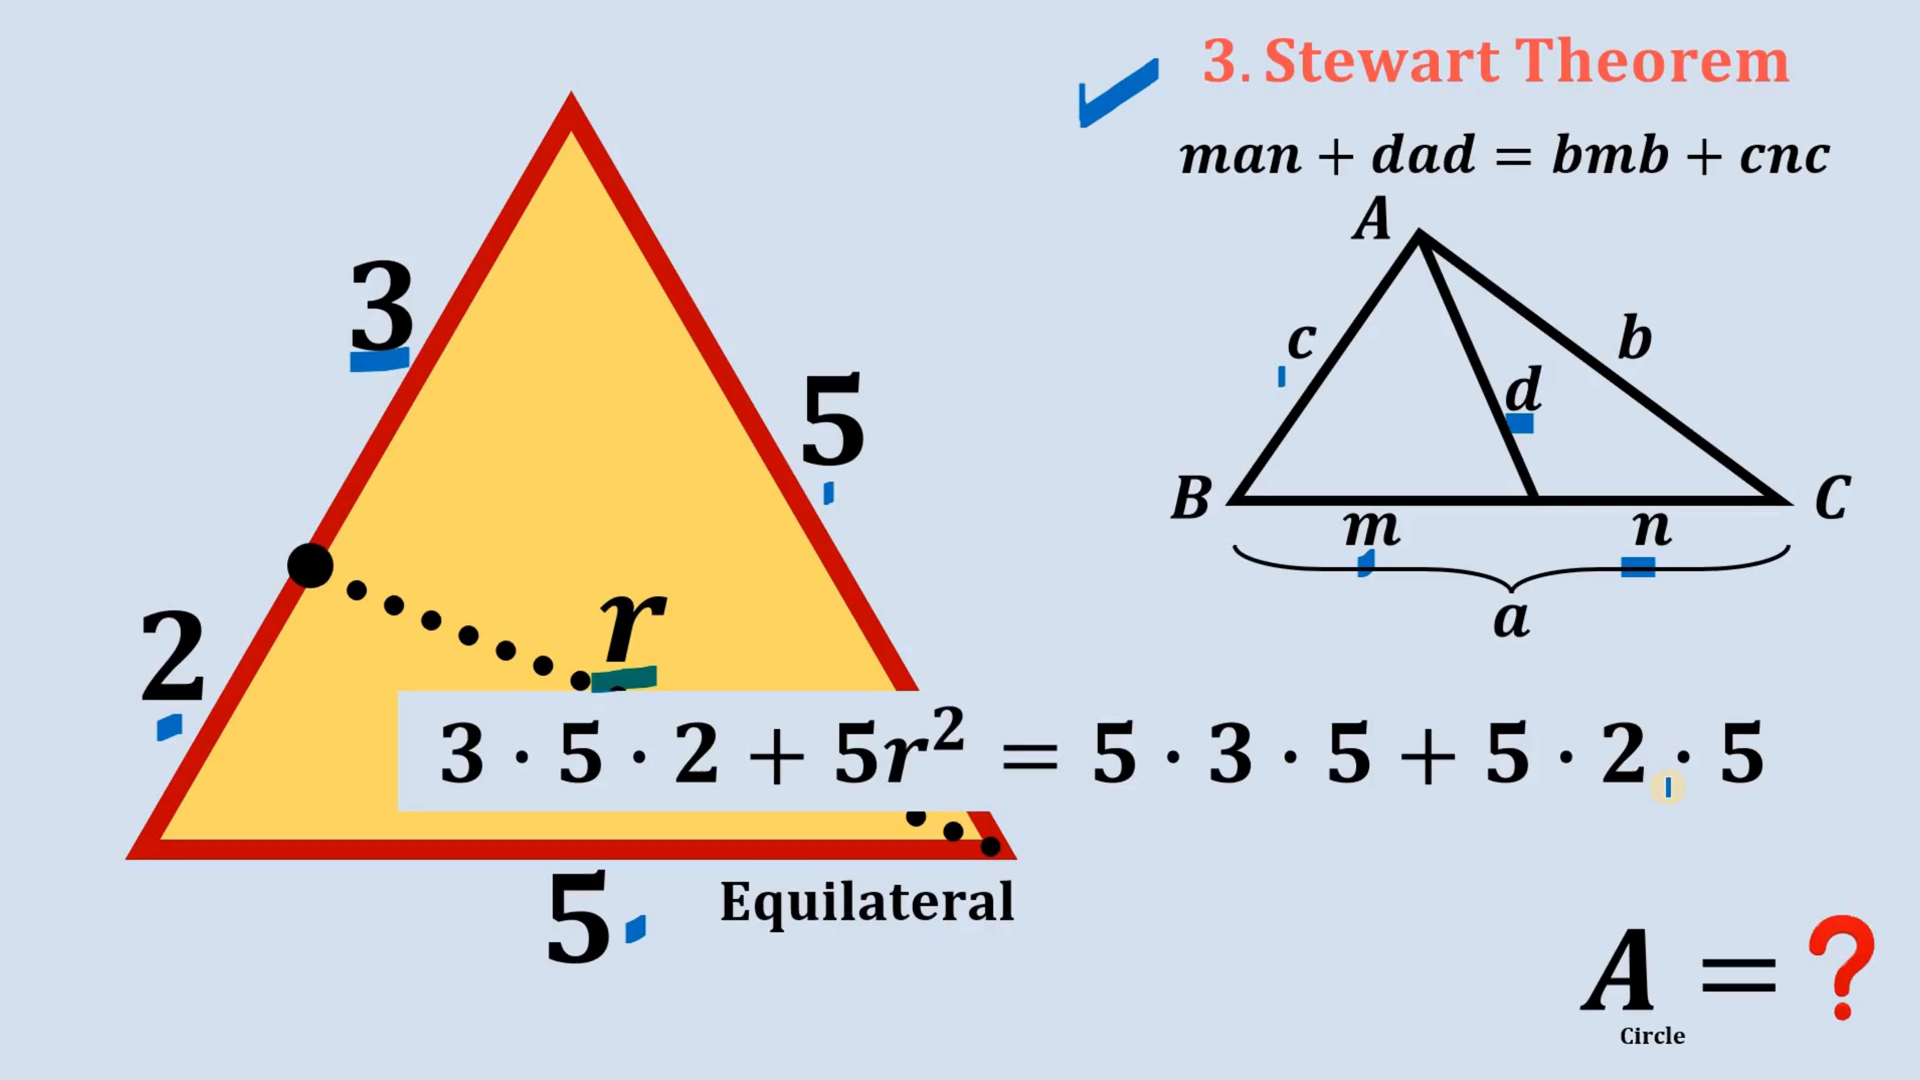 3. Stewart Theorem
man + dad = bmb + cnc
A
3
c
b
5
d
B
C
m
n
r
a
2
3 · 5 · 2 + 5r² = 5 · 3 · 5 + 5 · 2 · 5
5
Equilateral
A = ?
Circle